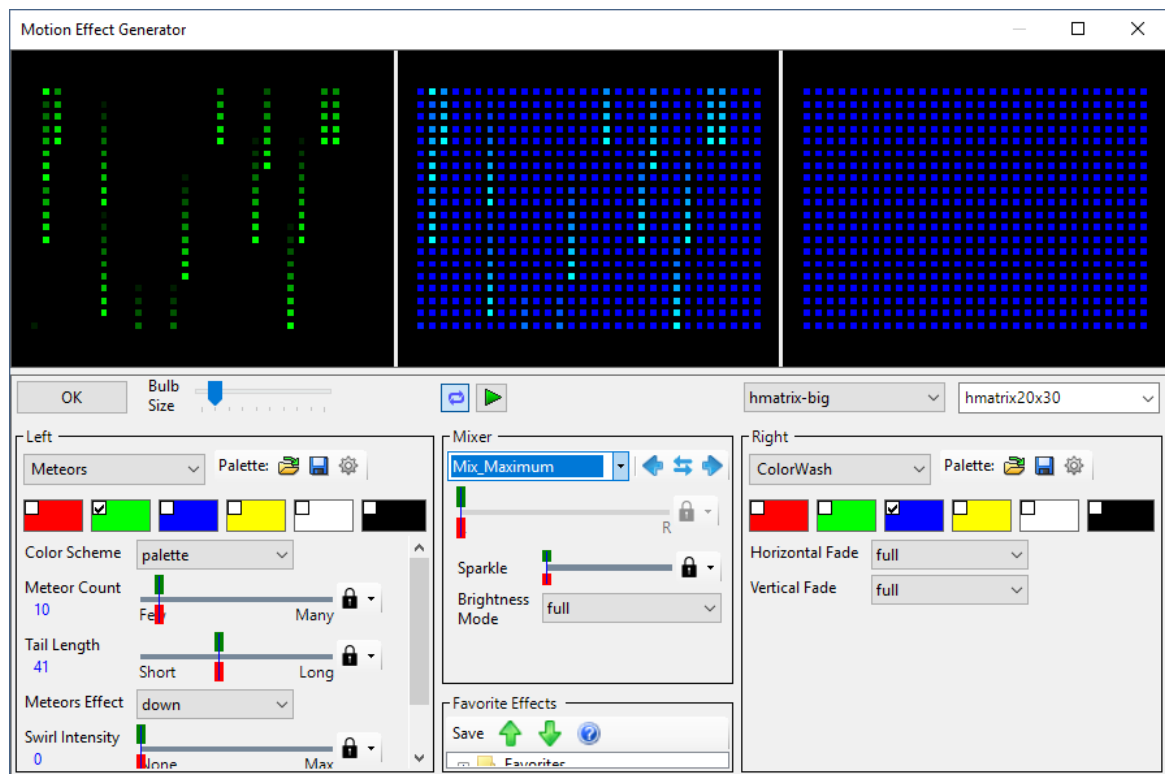 Motion Effect Generator
OK
Bulb
Size
hmatrix-big
hmatrix20x30
Left
Meteors
Palette:
Color Scheme
palette
Meteor Count
10
Few
Many
Tail Length
41
Short
Long
Meteors Effect
down
Swirl Intensity
0
None
Max
Mixer
Mix_Maximum
R
Sparkle
Brightness
Mode
full
Favorite Effects
Save
Favorites
Right
ColorWash
Palette:
Horizontal Fade
full
Vertical Fade
full